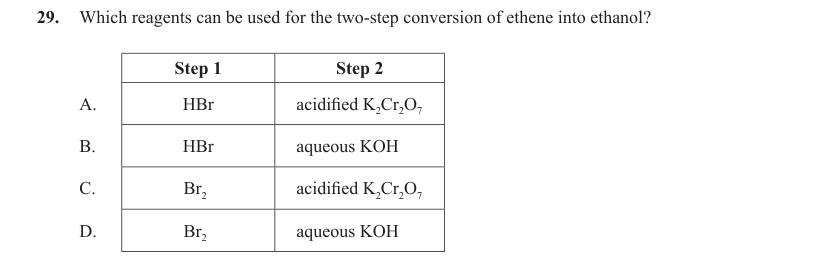 29. Which reagents can be used for the two-step conversion of ethene into ethanol?
Step 1 Step 2
A. HBr acidified K₂Cr₂O₇
B. HBr aqueous KOH
C. Br₂ acidified K₂Cr₂O₇
D. Br₂ aqueous KOH